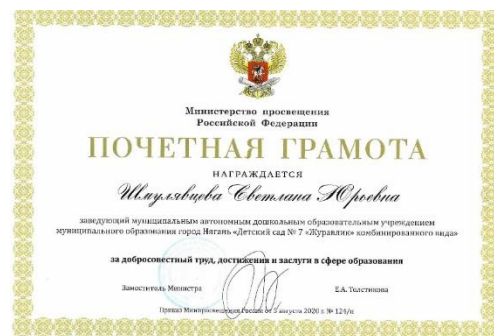 Министерство просвещения
Российской Федерации
ПОЧЕТНАЯ ГРАМОТА
НАГРАЖДАЕТСЯ
Шмулявцева Светлана Юрьевна
заведующий муниципальным автономным дошкольным образовательным учреждением
муниципального образования город Нягань «Детский сад № 7 «Журавлик» комбинированного вида»
за добросовестный труд, достижения и заслуги в сфере образования
Заместитель Министра Е.А. Толстикова
Приказ Минпросвещения России от 3 августа 2020 г. № 124/н